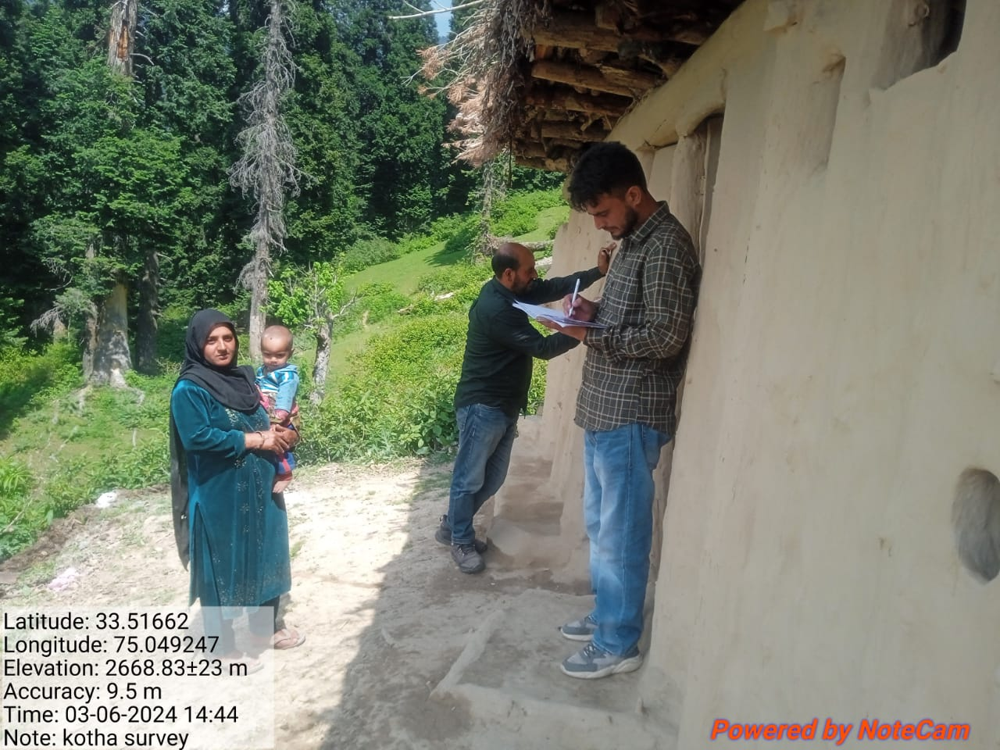 Latitude: 33.51662
Longitude: 75.049247
Elevation: 2668.83±23 m
Accuracy: 9.5 m
Time: 03-06-2024 14:44
Note: kotha survey
Powered by NoteCam